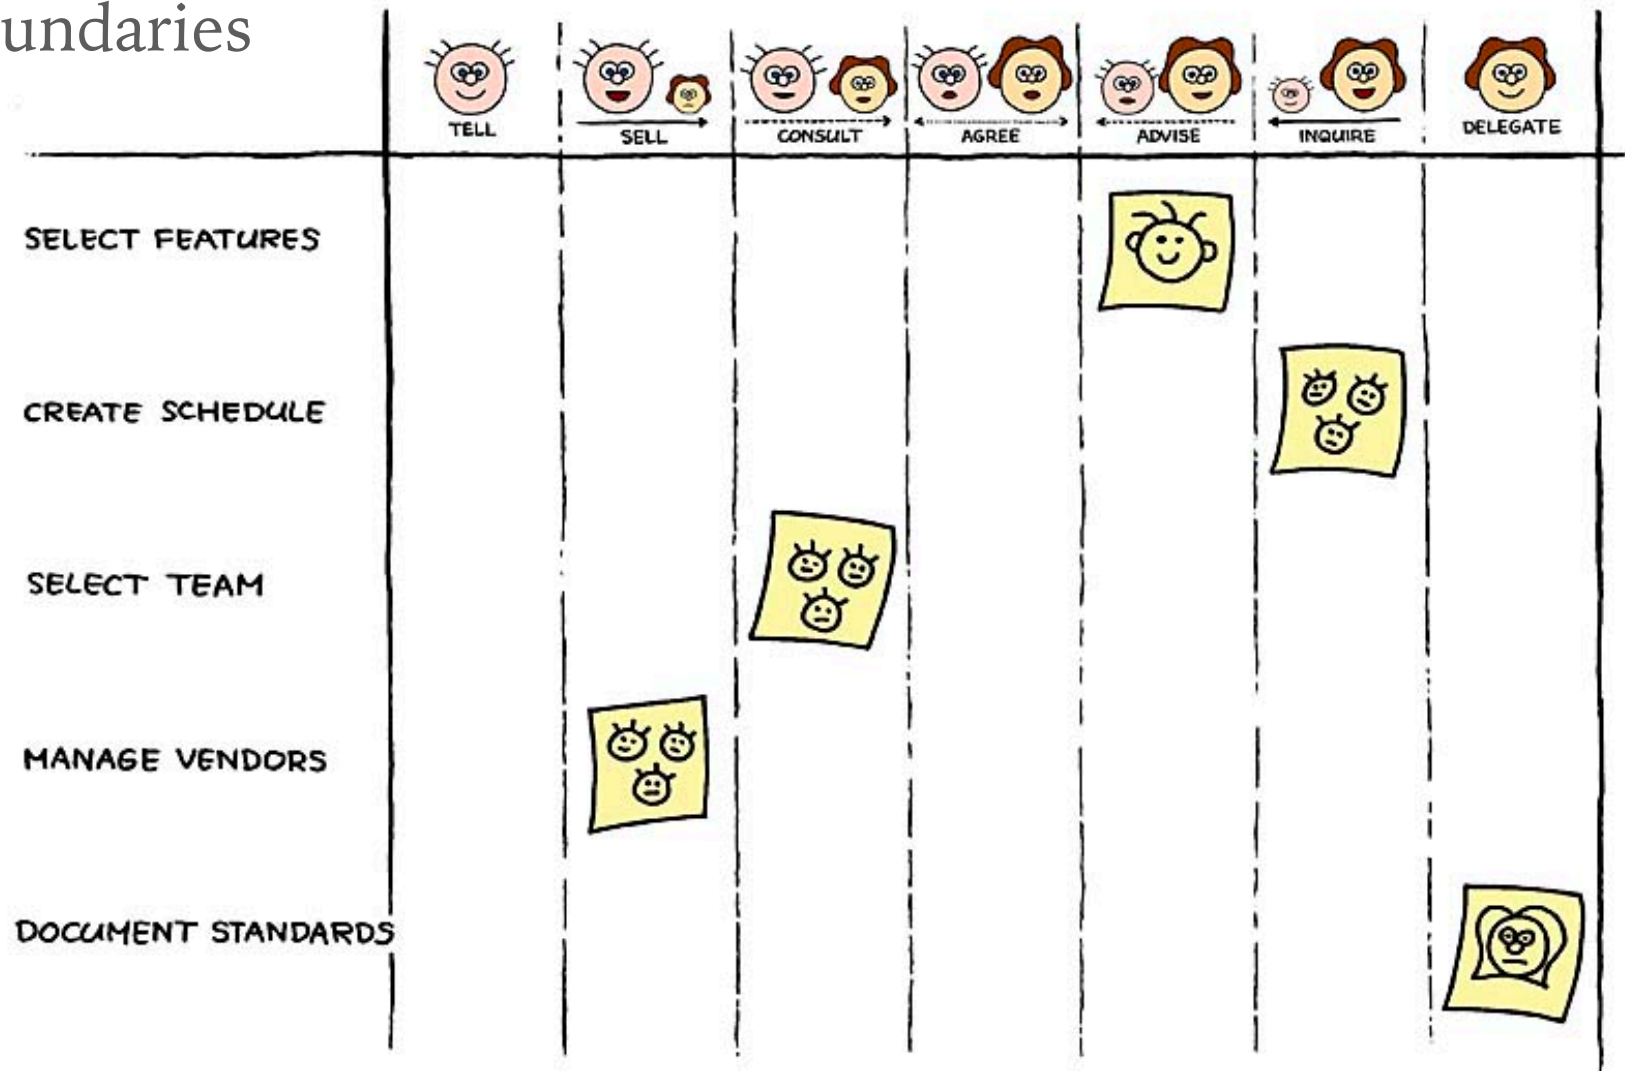 undaries
TELL
SELL
CONSULT
AGREE
ADVISE
INQUIRE
DELEGATE
SELECT FEATURES
CREATE SCHEDULE
SELECT TEAM
MANAGE VENDORS
DOCUMENT STANDARDS